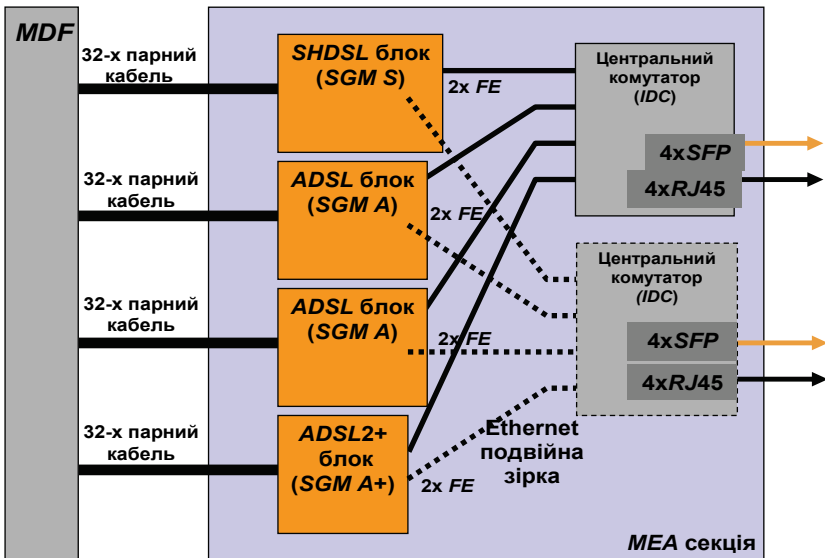 MDF
32-х парний
кабель
SHDSL блок
(SGM S)
2x FE
Центральний
комутатор
(IDC)
4xSFP
4xRJ45
32-х парний
кабель
ADSL блок
(SGM A)
2x FE
Центральний
комутатор
(IDC)
4xSFP
4xRJ45
32-х парний
кабель
ADSL блок
(SGM A)
2x FE
32-х парний
кабель
ADSL2+
блок
(SGM A+)
2x FE
Ethernet
подвійна
зірка
MEA секція